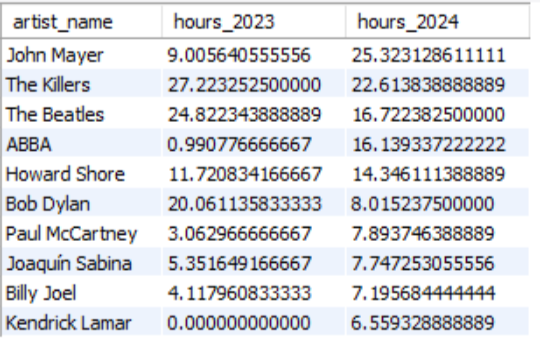 artist_name hours_2023 hours_2024
John Mayer 9.005640555556 25.323128611111
The Killers 27.223252500000 22.613838888889
The Beatles 24.822343888889 16.722382500000
ABBA 0.990776666667 16.139337222222
Howard Shore 11.720834166667 14.346111388889
Bob Dylan 20.061135833333 8.015237500000
Paul McCartney 3.062966666667 7.893746388889
Joaquín Sabina 5.351649166667 7.747253055556
Billy Joel 4.117960833333 7.195684444444
Kendrick Lamar 0.000000000000 6.559328888889